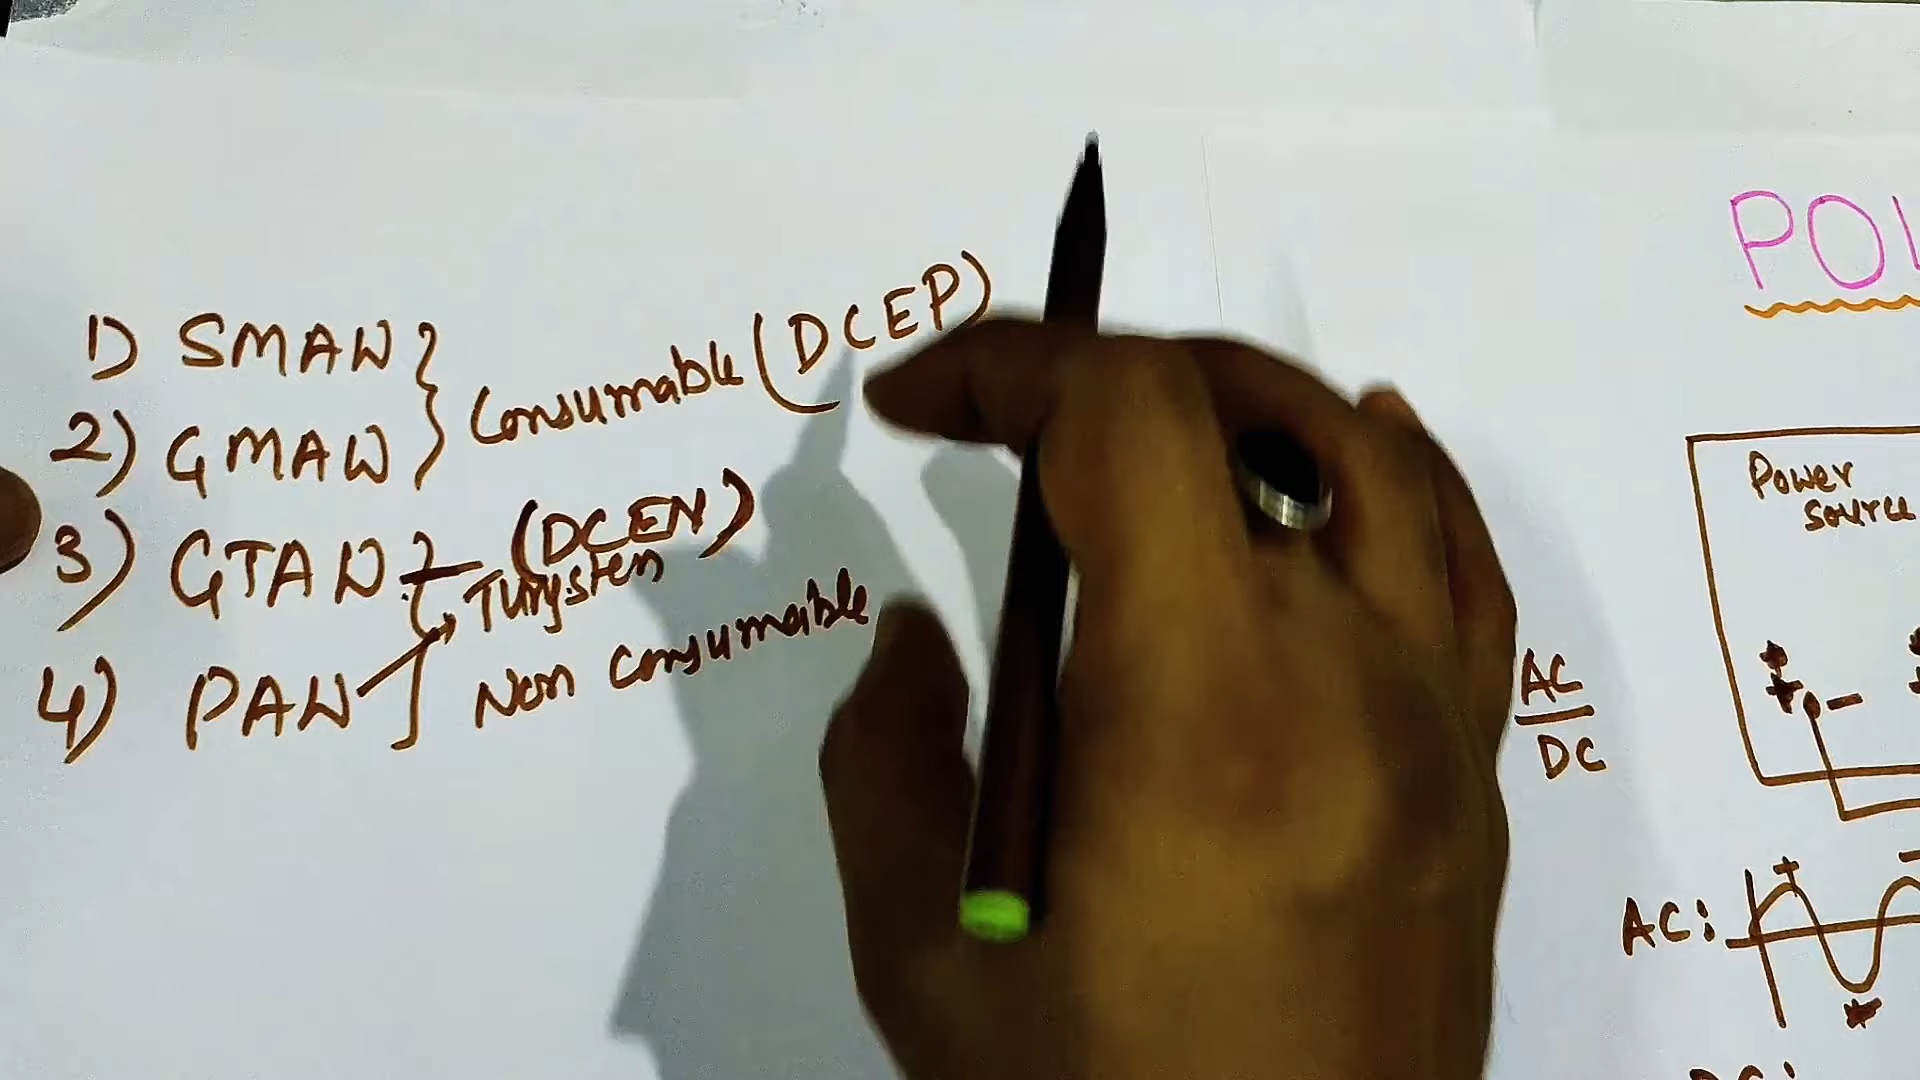 1) SMAW
2) GMAW
Consumable (DCEP)
3) GTAW
(DCEN)
Tungsten
4) PAW
Non Consumable
Power
source
+
-
AC
DC
AC:
+
-